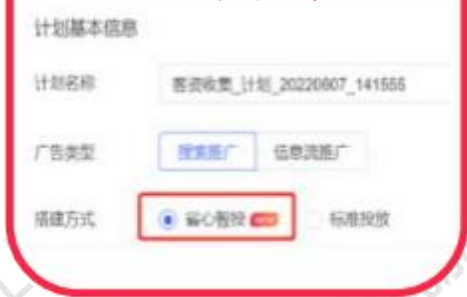 计划基本信息
计划名称 客资收集_计划_20220607_141555
广告类型 搜索推广 信息流推广
搭建方式 省心智投 标准投放